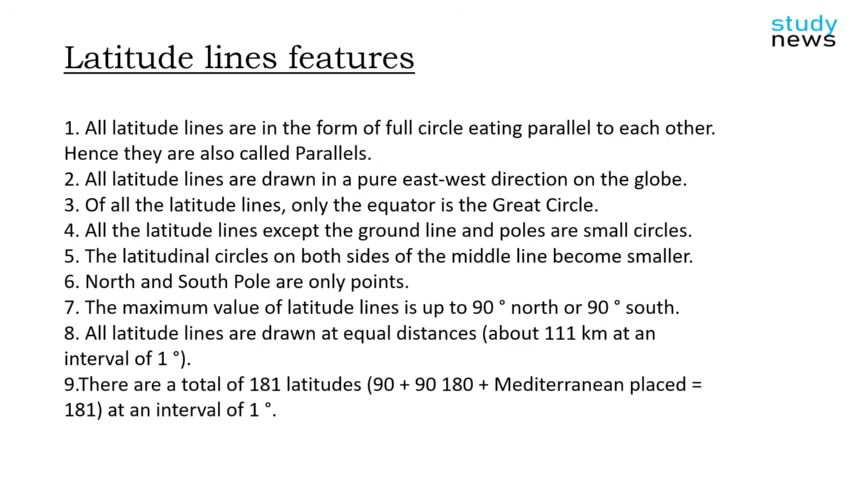 study
news
Latitude lines features
1. All latitude lines are in the form of full circle eating parallel to each other.
Hence they are also called Parallels.
2. All latitude lines are drawn in a pure east-west direction on the globe.
3. Of all the latitude lines, only the equator is the Great Circle.
4. All the latitude lines except the ground line and poles are small circles.
5. The latitudinal circles on both sides of the middle line become smaller.
6. North and South Pole are only points.
7. The maximum value of latitude lines is up to 90 ° north or 90 ° south.
8. All latitude lines are drawn at equal distances (about 111 km at an
interval of 1 °).
9.There are a total of 181 latitudes (90 + 90 180 + Mediterranean placed =
181) at an interval of 1 °.